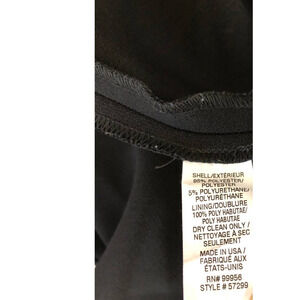 SHELL/EXTÉRIEUR
95% POLYESTER/
POLYESTER
5% POLYURETHANE/
POLYURÉTHANE
LINING/DOUBLURE
100% POLY HABUTAE/
POLY HABUTAE
DRY CLEAN ONLY /
NETTOYAGE À SEC
SEULEMENT
MADE IN USA /
FABRIQUÉ AUX
ÉTATS-UNIS
RN# 99956
STYLE # 57299